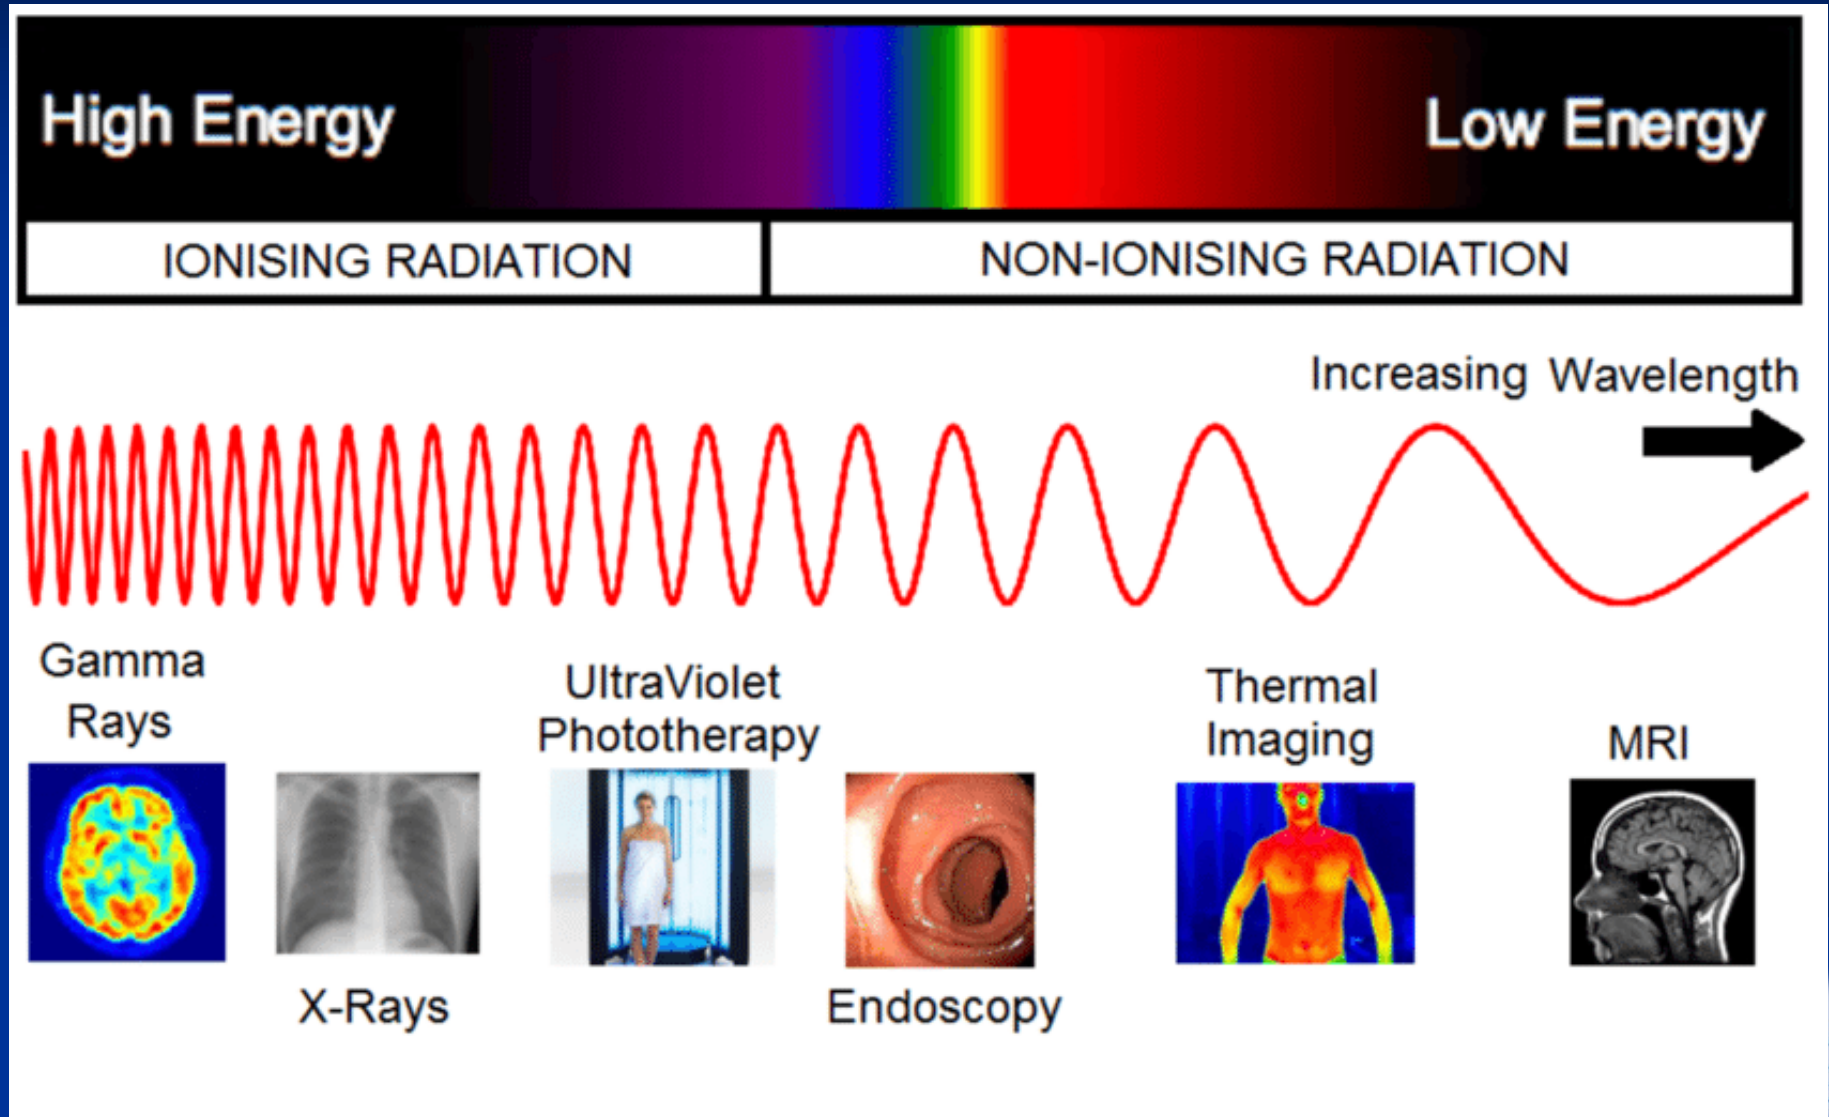 High Energy
Low Energy
IONISING RADIATION
NON-IONISING RADIATION
Increasing Wavelength
Gamma
Rays
UltraViolet
Phototherapy
Thermal
Imaging
MRI
X-Rays
Endoscopy